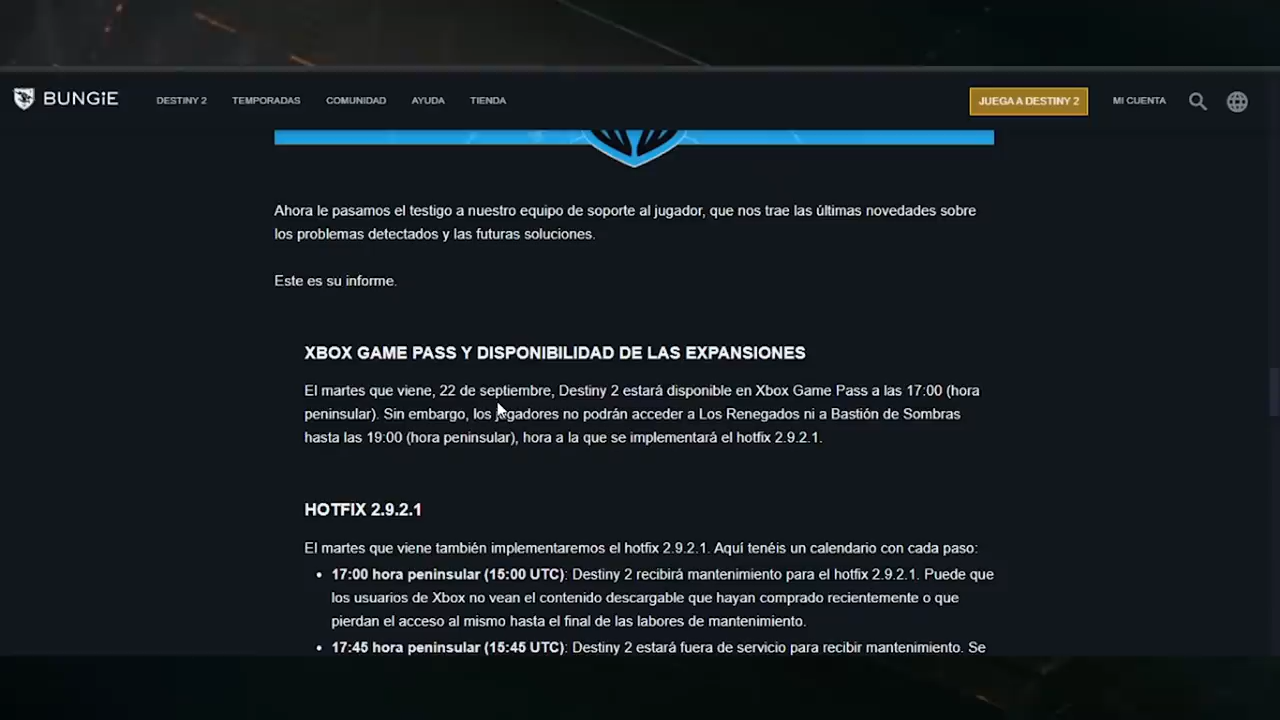 BUNGiE DESTINY 2 TEMPORADAS COMUNIDAD AYUDA TIENDA JUEGA A DESTINY 2 MI CUENTA
Ahora le pasamos el testigo a nuestro equipo de soporte al jugador, que nos trae las últimas novedades sobre
los problemas detectados y las futuras soluciones.
Este es su informe.
XBOX GAME PASS Y DISPONIBILIDAD DE LAS EXPANSIONES
El martes que viene, 22 de septiembre, Destiny 2 estará disponible en Xbox Game Pass a las 17:00 (hora
peninsular). Sin embargo, los jugadores no podrán acceder a Los Renegados ni a Bastión de Sombras
hasta las 19:00 (hora peninsular), hora a la que se implementará el hotfix 2.9.2.1.
HOTFIX 2.9.2.1
El martes que viene también implementaremos el hotfix 2.9.2.1. Aquí tenéis un calendario con cada paso:
• 17:00 hora peninsular (15:00 UTC): Destiny 2 recibirá mantenimiento para el hotfix 2.9.2.1. Puede que
los usuarios de Xbox no vean el contenido descargable que hayan comprado recientemente o que
pierdan el acceso al mismo hasta el final de las labores de mantenimiento.
• 17:45 hora peninsular (15:45 UTC): Destiny 2 estará fuera de servicio para recibir mantenimiento. Se